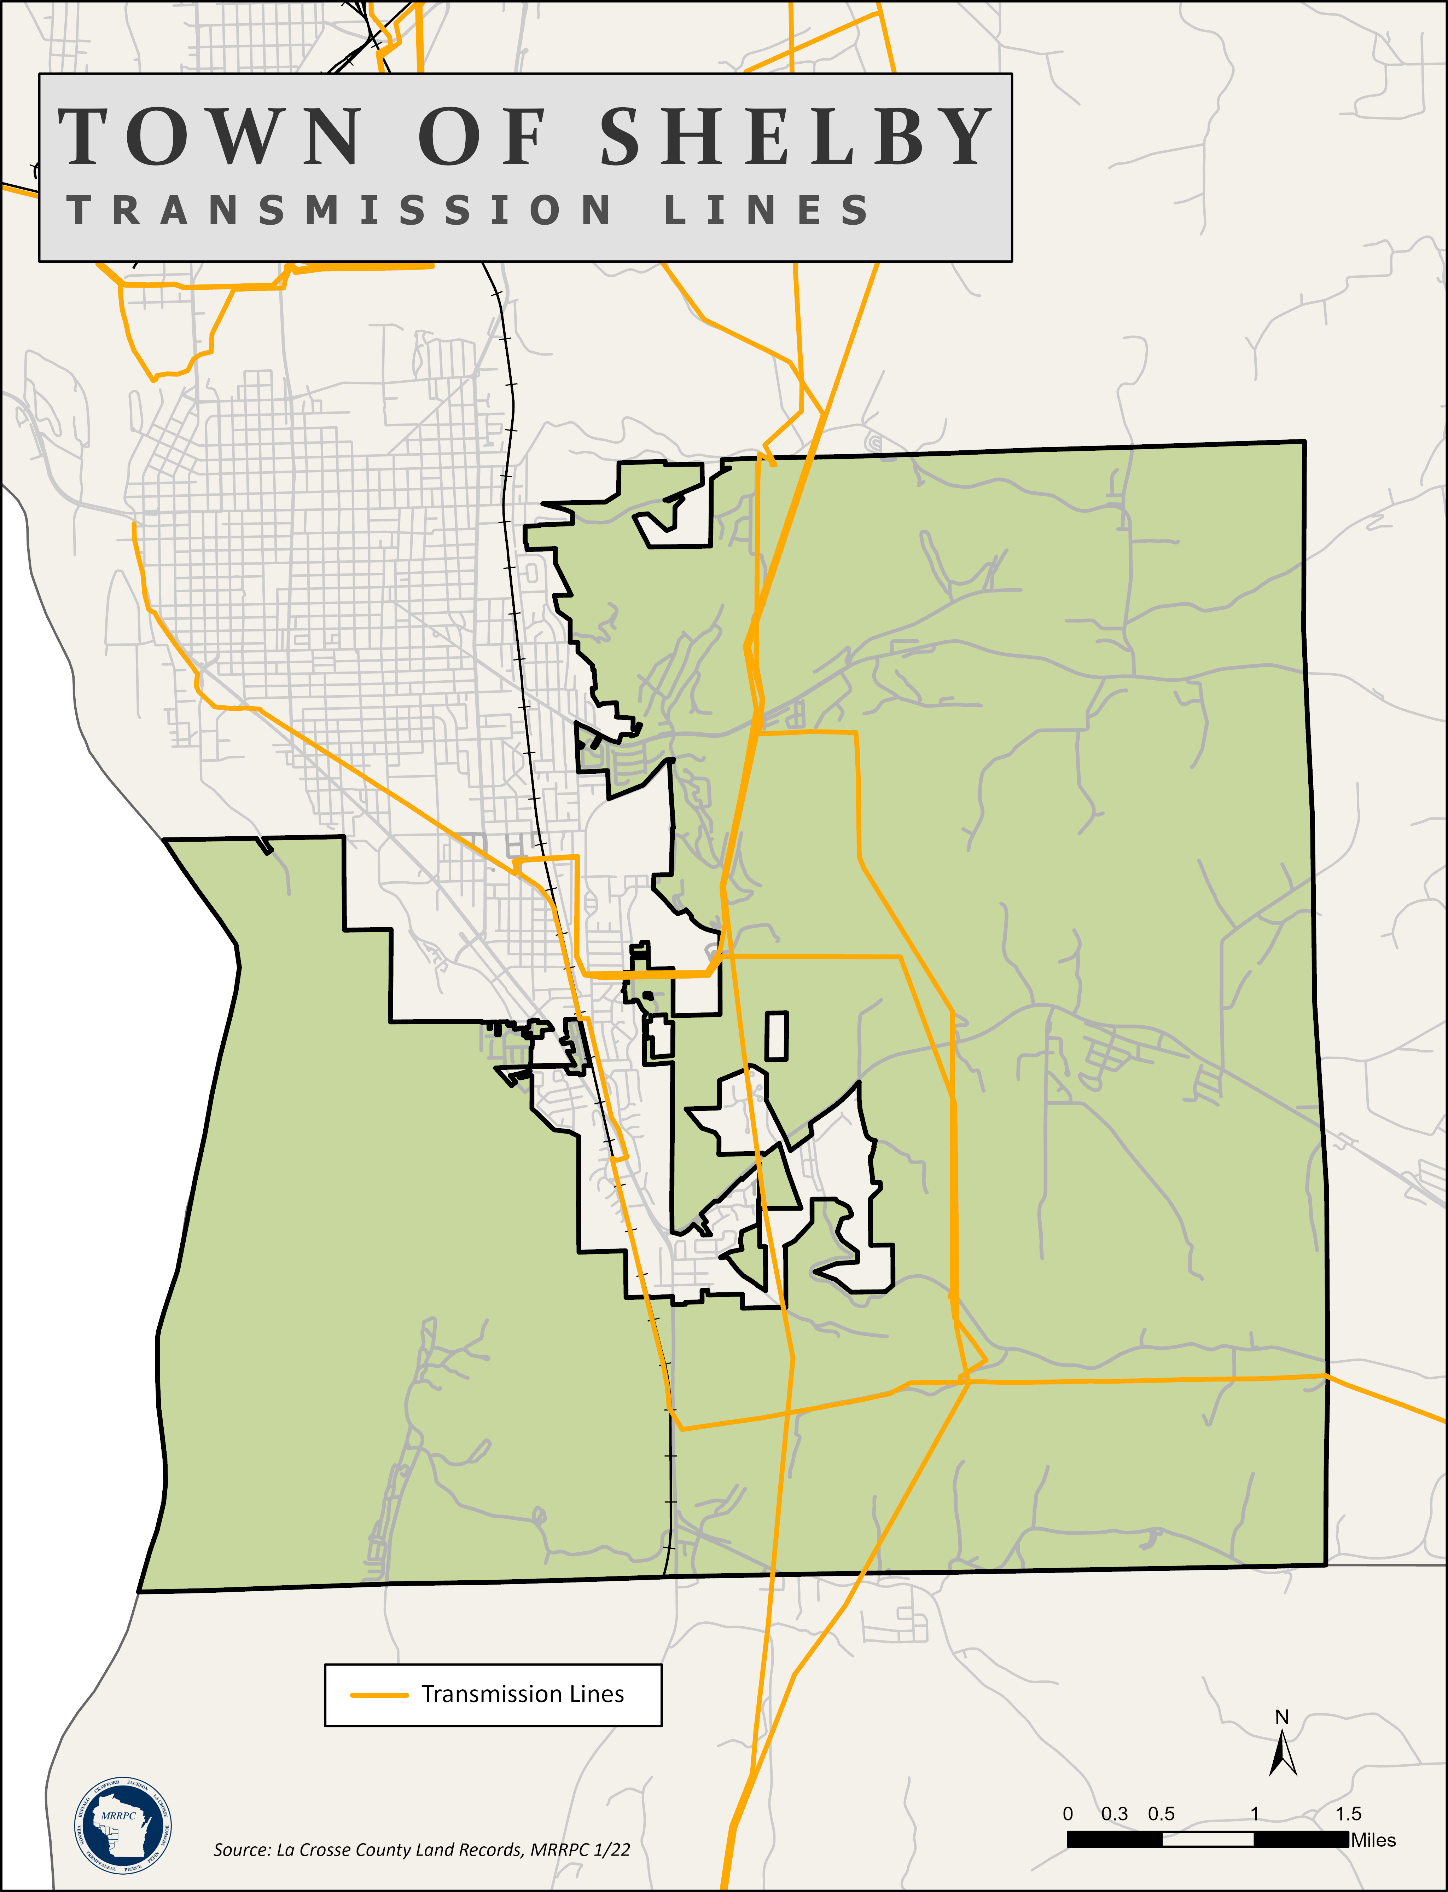 TOWN OF SHELBY
TRANSMISSION LINES
Transmission Lines
N
0 0.3 0.5 1 1.5
Miles
MRRPC
Source: La Crosse County Land Records, MRRPC 1/22